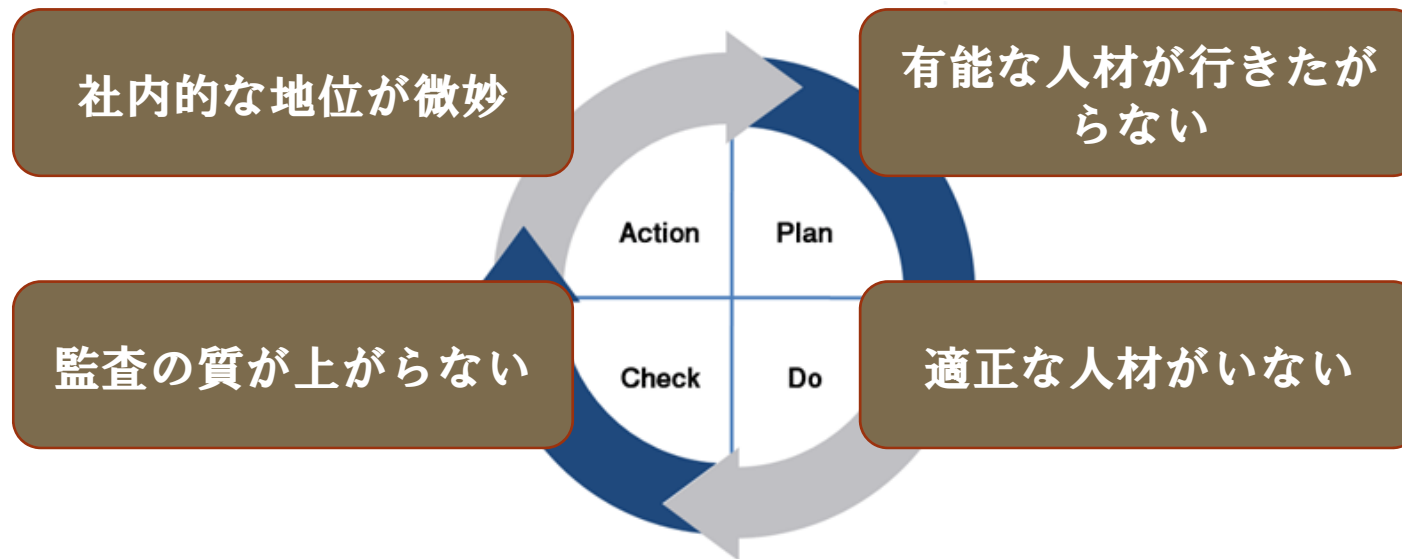 社内的な地位が微妙
有能な人材が行きたが
らない
Action
Plan
Check
Do
監査の質が上がらない
適正な人材がいない